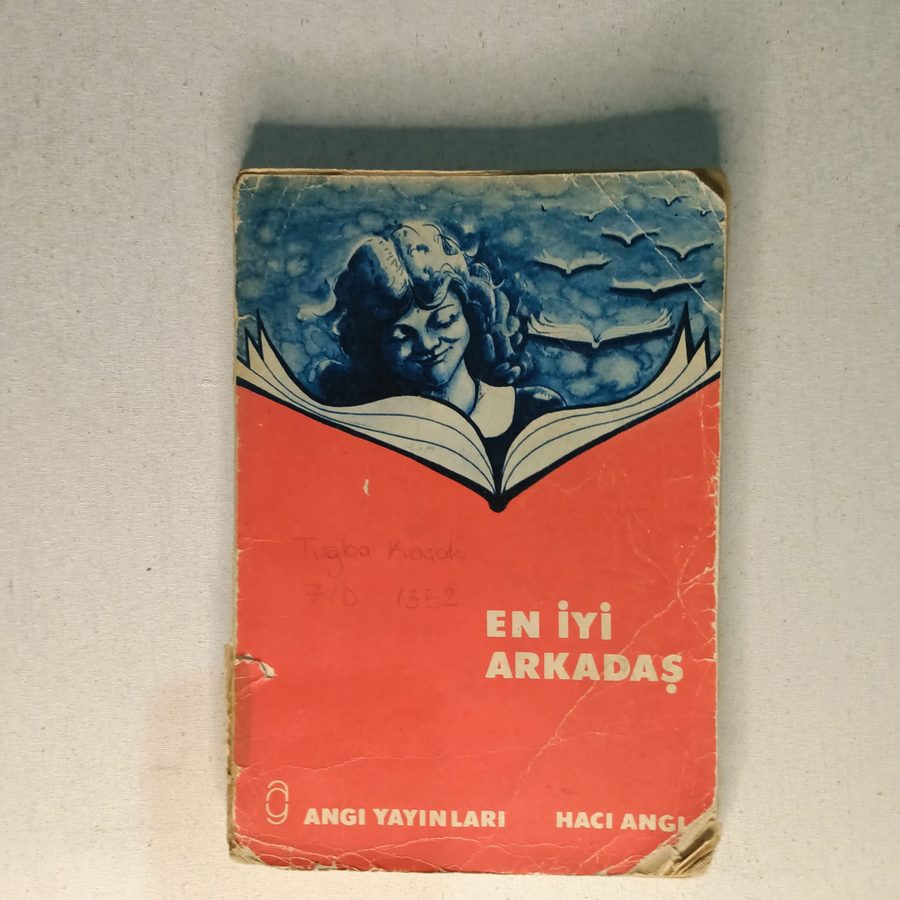 Tuğba Koçak
7/D 1352
EN İYİ
ARKADAŞ
ANGI YAYINLARI HACI ANGI